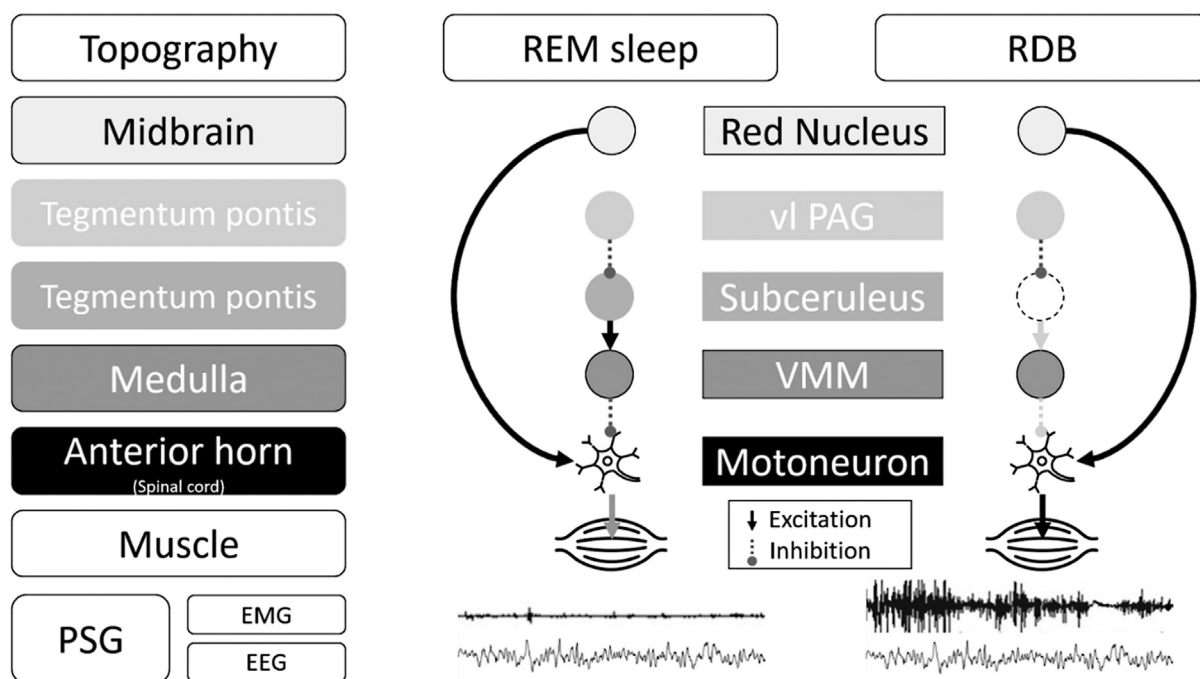 Topography
REM sleep
RDB
Midbrain
Red Nucleus
Tegmentum pontis
vl PAG
Tegmentum pontis
Subceruleus
Medulla
VMM
Anterior horn
(Spinal cord)
Motoneuron
Excitation
Inhibition
Muscle
PSG
EMG
EEG